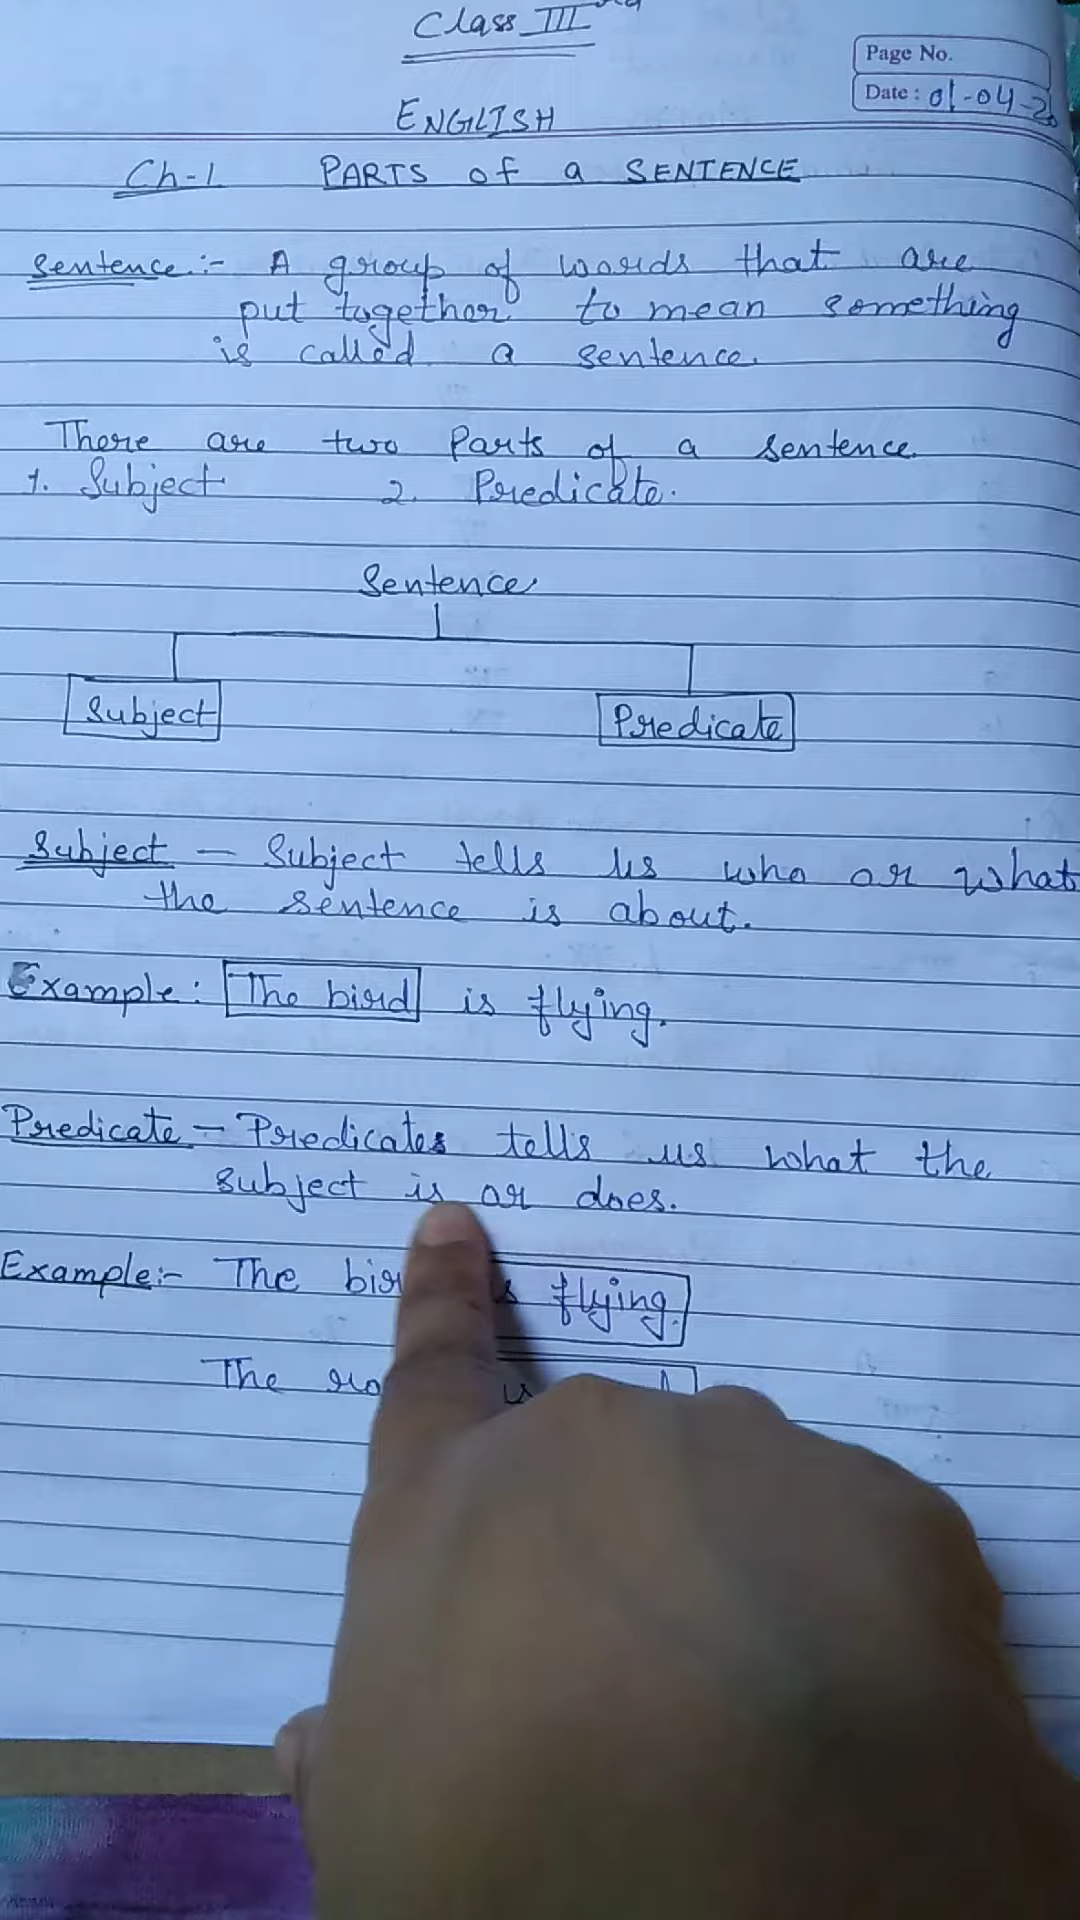 Class III rd
Page No.
Date : 01-04-20
ENGLISH
Ch-1 PARTS of a SENTENCE
Sentence :- A group of words that are
put together to mean something
is called a sentence.
There are two Parts of a sentence.
1. Subject 2. Predicate.
Sentence
Subject Predicate
Subject — Subject tells us who or what
the sentence is about.
Example : The bird is flying.
Predicate — Predicates tells us what the
subject is or does.
Example :- The flying.
The